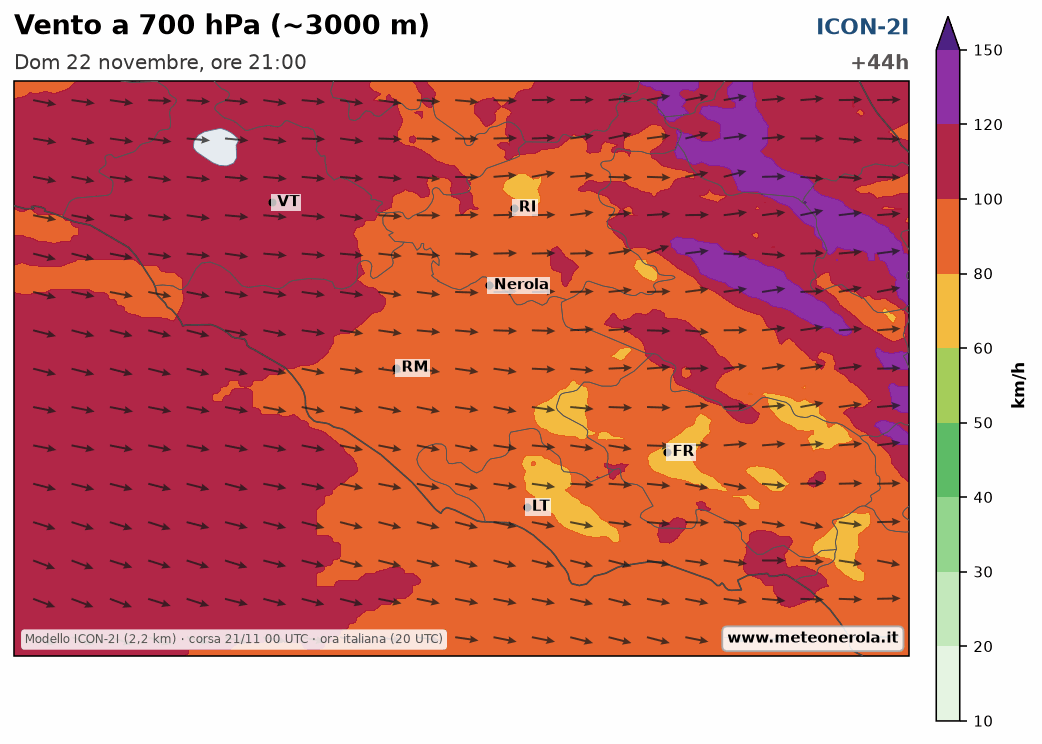 Vento a 700 hPa (~3000 m)
ICON-2I
Dom 22 novembre, ore 21:00
+44h
150
120
100
80
60
50
40
30
20
10
km/h
VT
RI
Nerola
RM
FR
LT
Modello ICON-2I (2,2 km) · corsa 21/11 00 UTC · ora italiana (20 UTC)
www.meteonerola.it